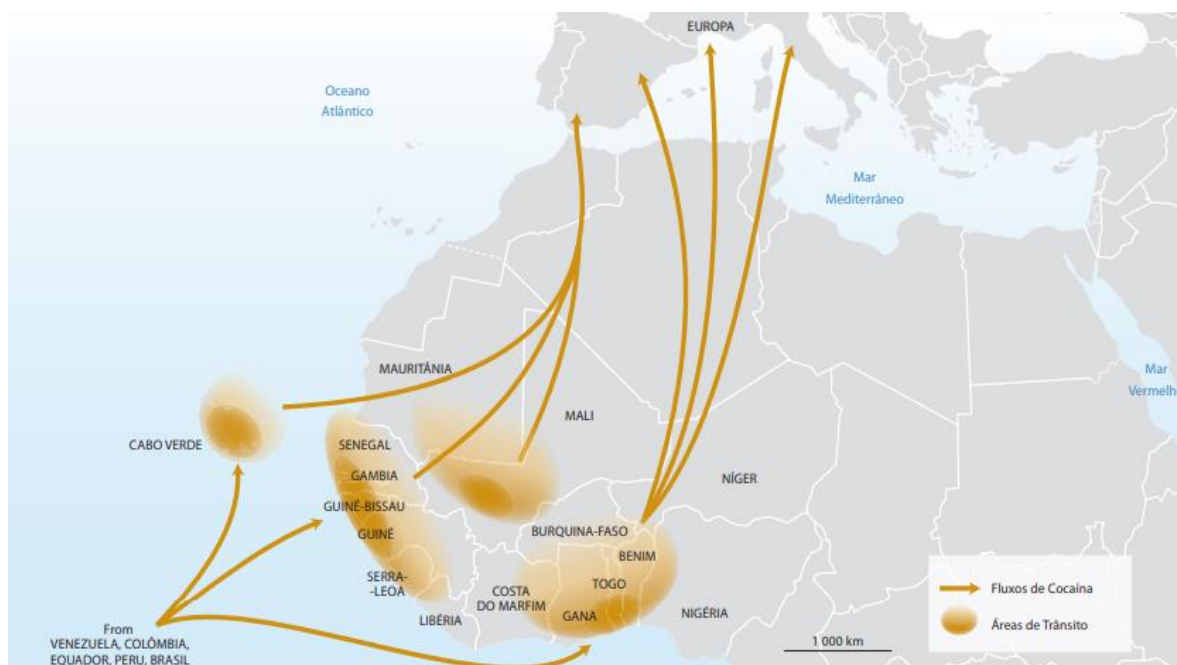 EUROPA
Oceano
Atlântico
Mar
Mediterrâneo
Mar
Vermelho
MAURITÂNIA
MALI
CABO VERDE
SENEGAL
GAMBIA
NÍGER
GUINÉ-BISSAU
GUINÉ
BURQUINA-FASO
BENIM
SERRA-
-LEOA
TOGO
COSTA
DO MARFIM
GANA
NIGÉRIA
LIBÉRIA
Fluxos de Cocaína
Áreas de Trânsito
1 000 km
From
VENEZUELA, COLÔMBIA,
EQUADOR, PERU, BRASIL